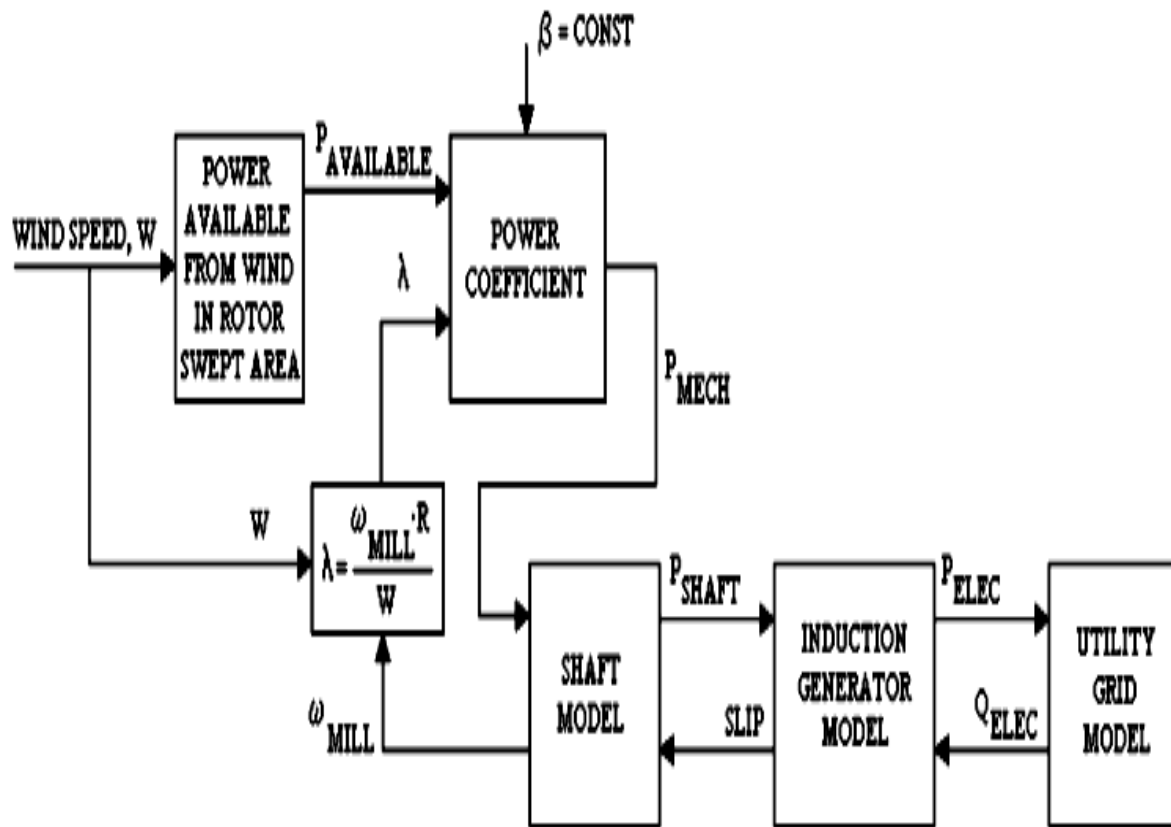 β = CONST
P AVAILABLE
POWER
AVAILABLE
FROM WIND
IN ROTOR
SWEPT AREA
WIND SPEED, W
POWER
COEFFICIENT
λ
P MECH
W
λ = ω MILL · R / W
ω MILL
SHAFT
MODEL
P SHAFT
SLIP
INDUCTION
GENERATOR
MODEL
P ELEC
Q ELEC
UTILITY
GRID
MODEL